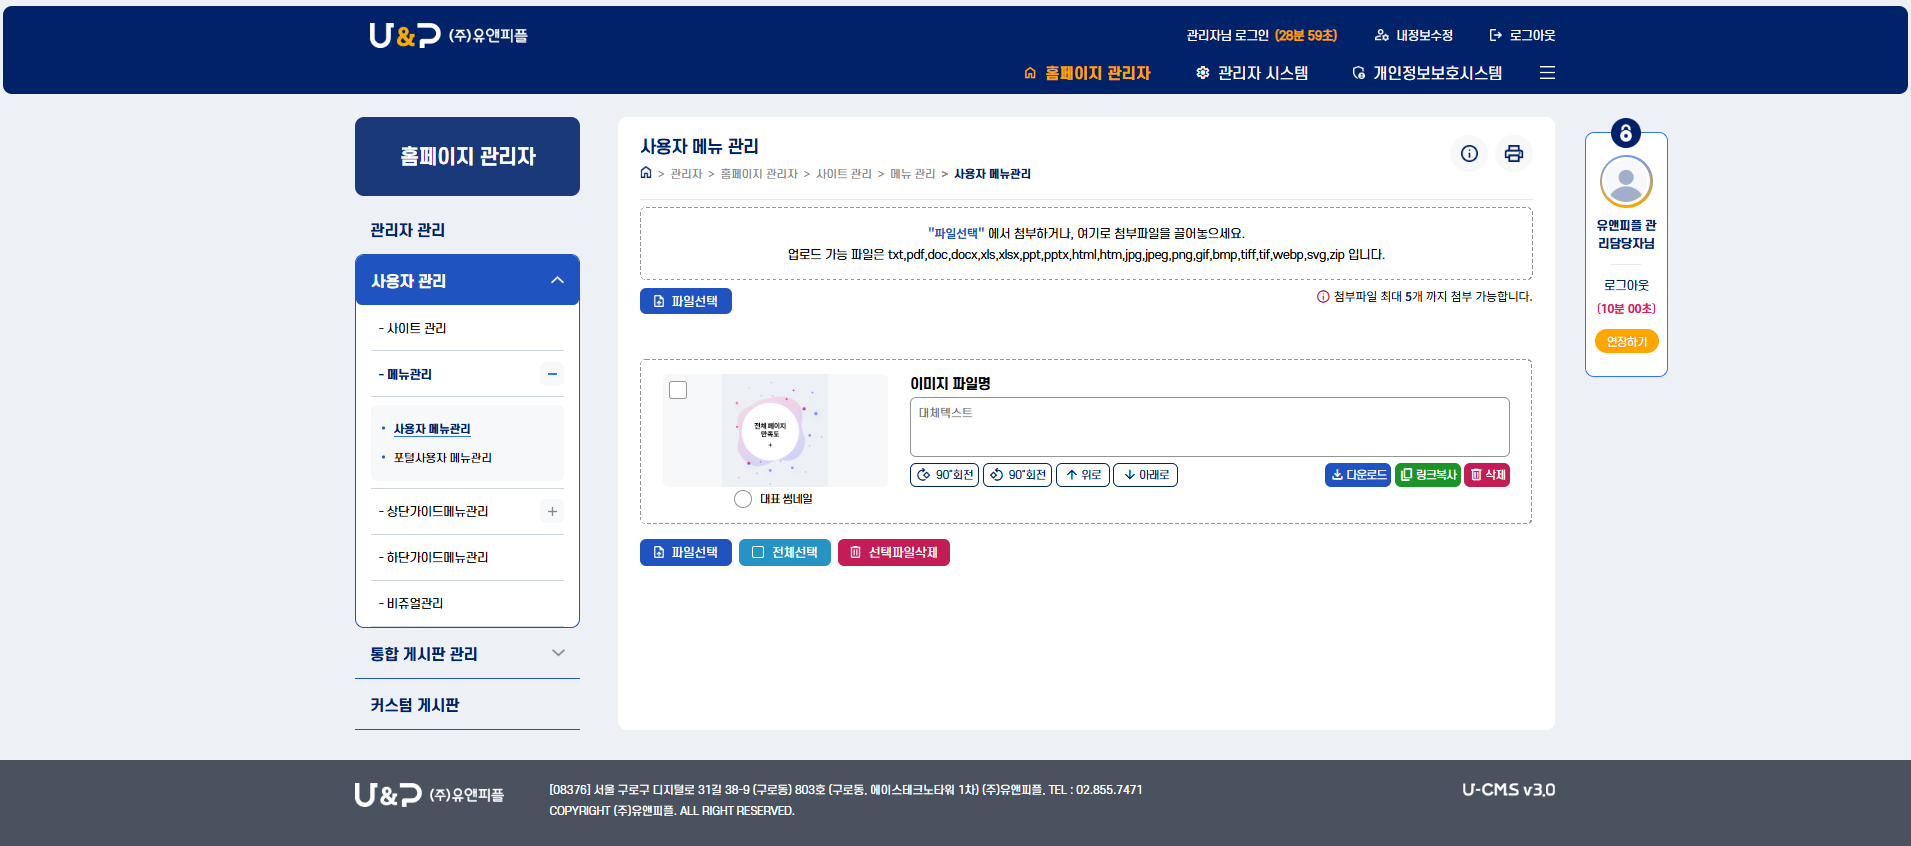 U&P (주)유앤피플
관리자님 로그인 (28분 59초) 내정보수정 로그아웃
홈페이지 관리자 관리자 시스템 개인정보보호시스템
홈페이지 관리자
관리자 관리
사용자 관리
- 사이트 관리
- 메뉴관리
사용자 메뉴관리
포털사용자 메뉴관리
- 상단가이드메뉴관리
- 하단가이드메뉴관리
- 비쥬얼관리
통합 게시판 관리
커스텀 게시판
사용자 메뉴 관리
> 관리자 > 홈페이지 관리자 > 사이트 관리 > 메뉴 관리 > 사용자 메뉴관리
"파일선택" 에서 첨부하거나, 여기로 첨부파일을 끌어놓으세요.
업로드 가능 파일은 txt,pdf,doc,docx,xls,xlsx,ppt,pptx,html,htm,jpg,jpeg,png,gif,bmp,tiff,tif,webp,svg,zip 입니다.
파일선택
첨부파일 최대 5개 까지 첨부 가능합니다.
전체 페이지
만족도
+
대표 썸네일
이미지 파일명
대체텍스트
90˚회전 90˚회전 위로 아래로 다운로드 링크복사 삭제
파일선택 전체선택 선택파일삭제
유앤피플 관
리담당자님
로그아웃
(10분 00초)
연장하기
U&P (주)유앤피플
[08376] 서울 구로구 디지털로 31길 38-9 (구로동) 803호 (구로동, 에이스테크노타워 1차) (주)유앤피플. TEL : 02.855.7471
COPYRIGHT (주)유앤피플. ALL RIGHT RESERVED.
U-CMS v3.0